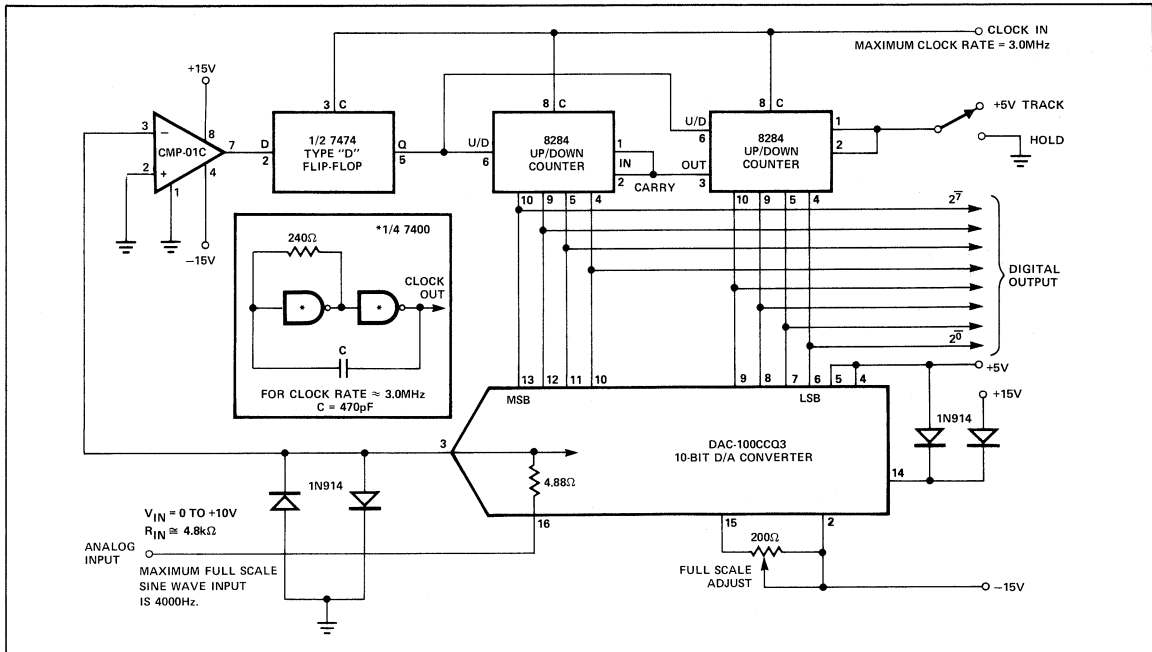 CLOCK IN
MAXIMUM CLOCK RATE = 3.0MHz
+15V
3 C
8 C
8 C
3
−
8
CMP-01C
7
2
+
4
1
−15V
D
2
1/2 7474
TYPE "D"
FLIP-FLOP
Q
5
U/D
6
8284
UP/DOWN
COUNTER
1
IN
2
CARRY
U/D
6
OUT
3
8284
UP/DOWN
COUNTER
1
2
+5V TRACK
HOLD
10 9 5 4
10 9 5 4
2^7
DIGITAL
OUTPUT
2^0
*1/4 7400
240Ω
*
*
CLOCK
OUT
C
FOR CLOCK RATE ≈ 3.0MHz
C = 470pF
13 12 11 10
9 8 7 6 5 4
MSB
LSB
+5V
+15V
1N914
DAC-100CCQ3
10-BIT D/A CONVERTER
3
14
4.88Ω
16
15
2
1N914
VIN = 0 TO +10V
RIN ≅ 4.8kΩ
ANALOG
INPUT
MAXIMUM FULL SCALE
SINE WAVE INPUT
IS 4000Hz.
200Ω
FULL SCALE
ADJUST
−15V